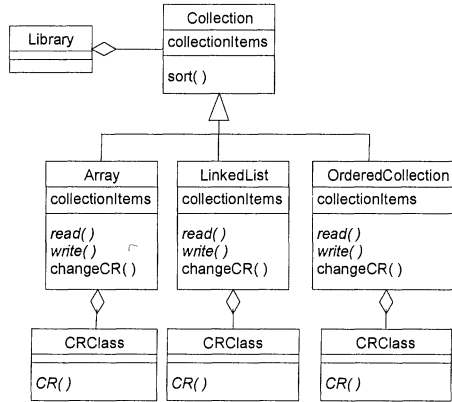 Collection
Library
collectionItems
sort( )
Array
collectionItems
read( )
write( )
changeCR( )
LinkedList
collectionItems
read( )
write( )
changeCR( )
OrderedCollection
collectionItems
read( )
write( )
changeCR( )
CRClass
CR( )
CRClass
CR( )
CRClass
CR( )